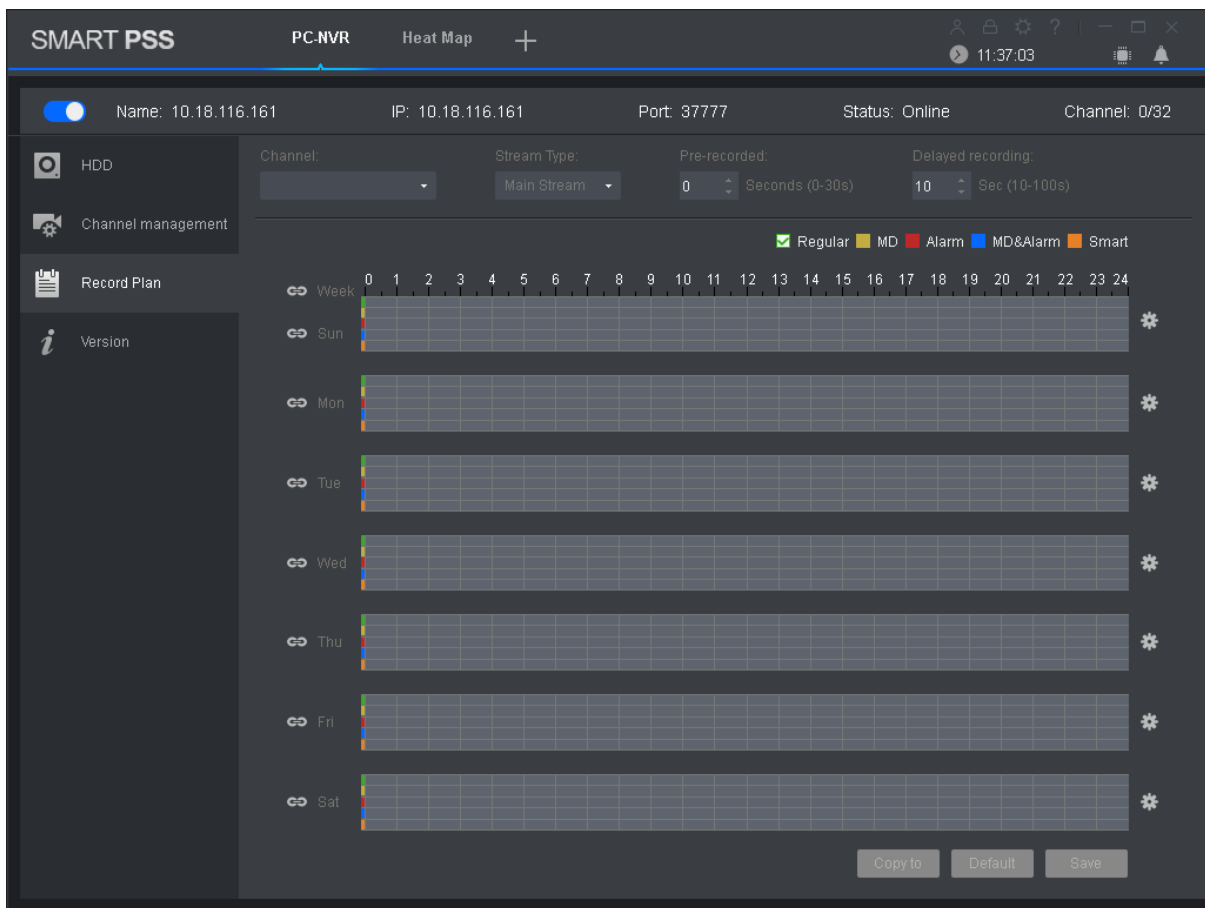 SMART PSS PC-NVR Heat Map
11:37:03
Name: 10.18.116.161 IP: 10.18.116.161 Port: 37777 Status: Online Channel: 0/32
HDD
Channel management
Record Plan
Version
Channel: Stream Type: Pre-recorded: Delayed recording:
Main Stream 0 Seconds (0-30s) 10 Sec (10-100s)
Regular MD Alarm MD&Alarm Smart
Week 0 1 2 3 4 5 6 7 8 9 10 11 12 13 14 15 16 17 18 19 20 21 22 23 24
Sun
Mon
Tue
Wed
Thu
Fri
Sat
Copy to Default Save